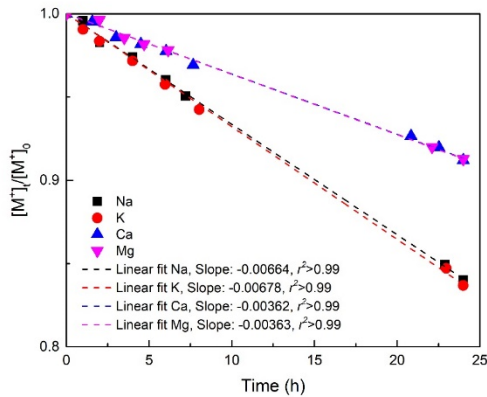 1.0
0.9
0.8
[M⁺]ₜ/[M⁺]₀
Na
K
Ca
Mg
Linear fit Na, Slope: -0.00664, r²>0.99
Linear fit K, Slope: -0.00678, r²>0.99
Linear fit Ca, Slope: -0.00362, r²>0.99
Linear fit Mg, Slope: -0.00363, r²>0.99
0 5 10 15 20 25
Time (h)